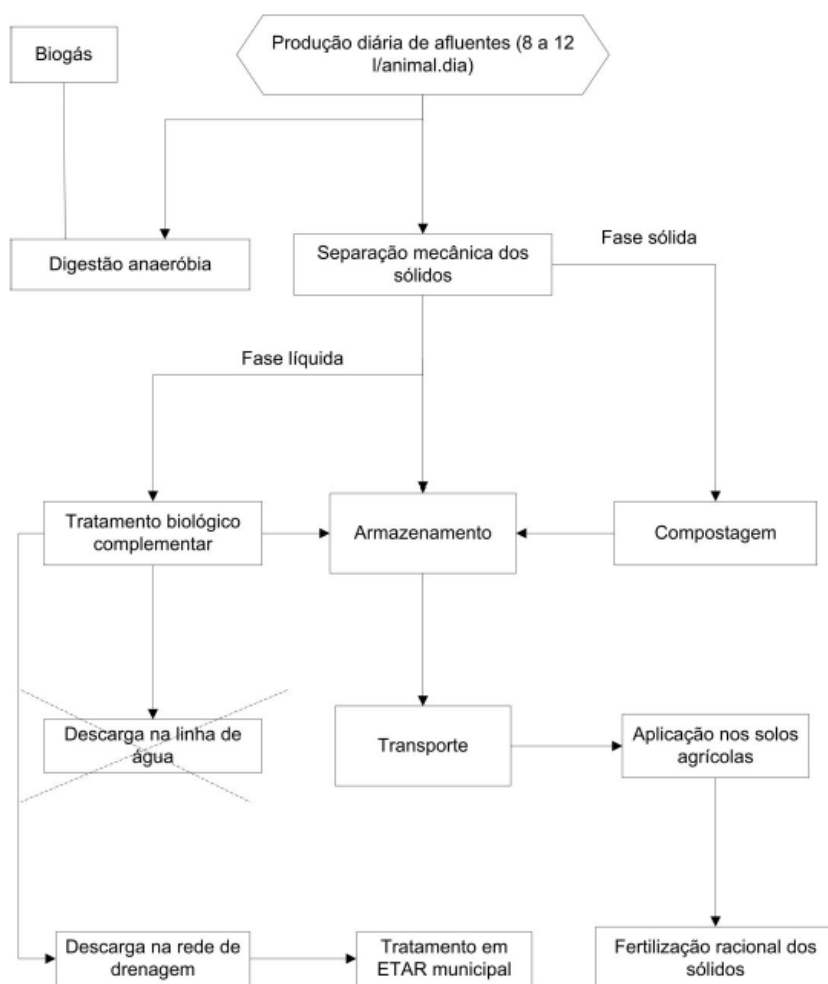 Produção diária de afluentes (8 a 12
l/animal.dia)
Biogás
Fase sólida
Digestão anaeróbia
Separação mecânica dos
sólidos
Fase líquida
Tratamento biológico
complementar
Armazenamento
Compostagem
Descarga na linha de
água
Transporte
Aplicação nos solos
agrícolas
Descarga na rede de
drenagem
Tratamento em
ETAR municipal
Fertilização racional dos
sólidos